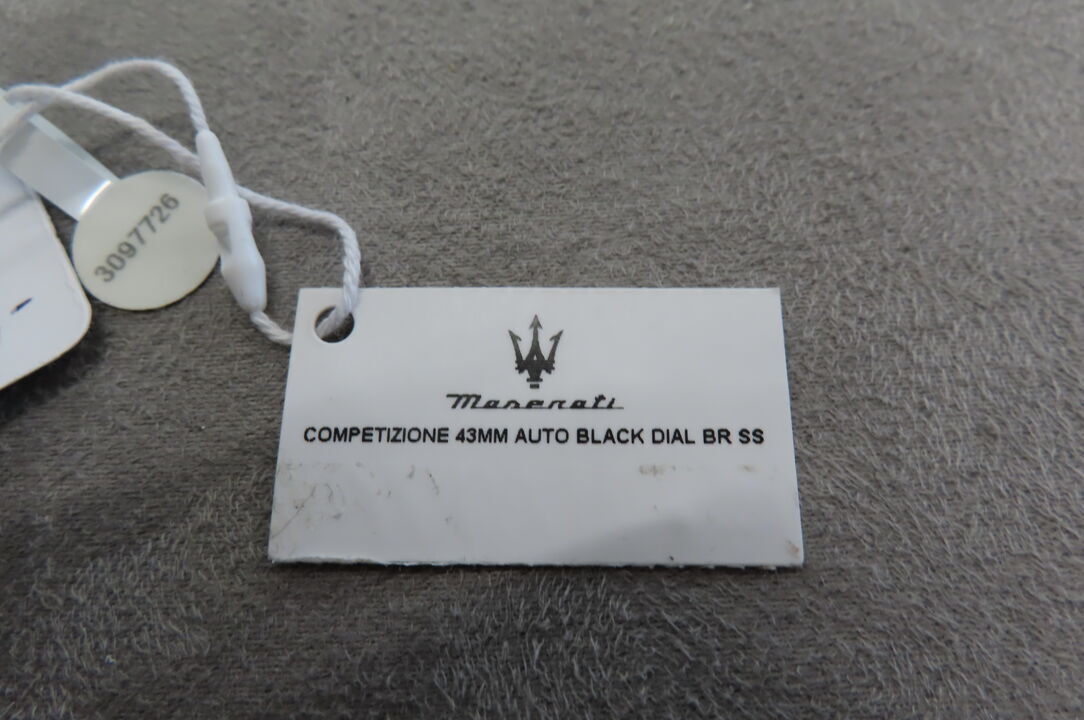 3097726
Maserati
COMPETIZIONE 43MM AUTO BLACK DIAL BR SS